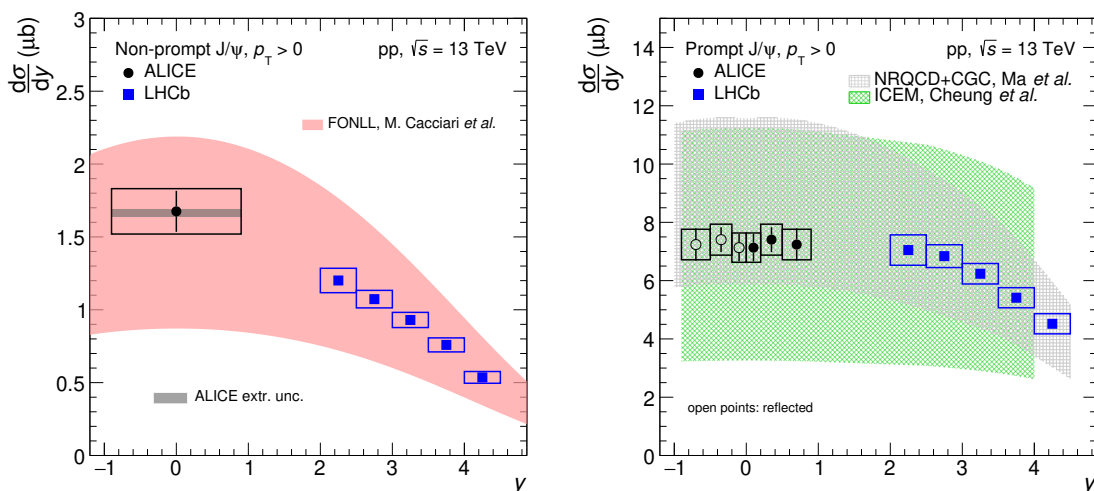 dσ/dy (μb)
3
2.5
2
1.5
1
0.5
0
Non-prompt J/ψ, p_T > 0
pp, √s = 13 TeV
ALICE
LHCb
FONLL, M. Cacciari et al.
ALICE extr. unc.
−1 0 1 2 3 4
y
dσ/dy (μb)
14
12
10
8
6
4
2
0
Prompt J/ψ, p_T > 0
pp, √s = 13 TeV
ALICE
LHCb
NRQCD+CGC, Ma et al.
ICEM, Cheung et al.
open points: reflected
−1 0 1 2 3 4
y